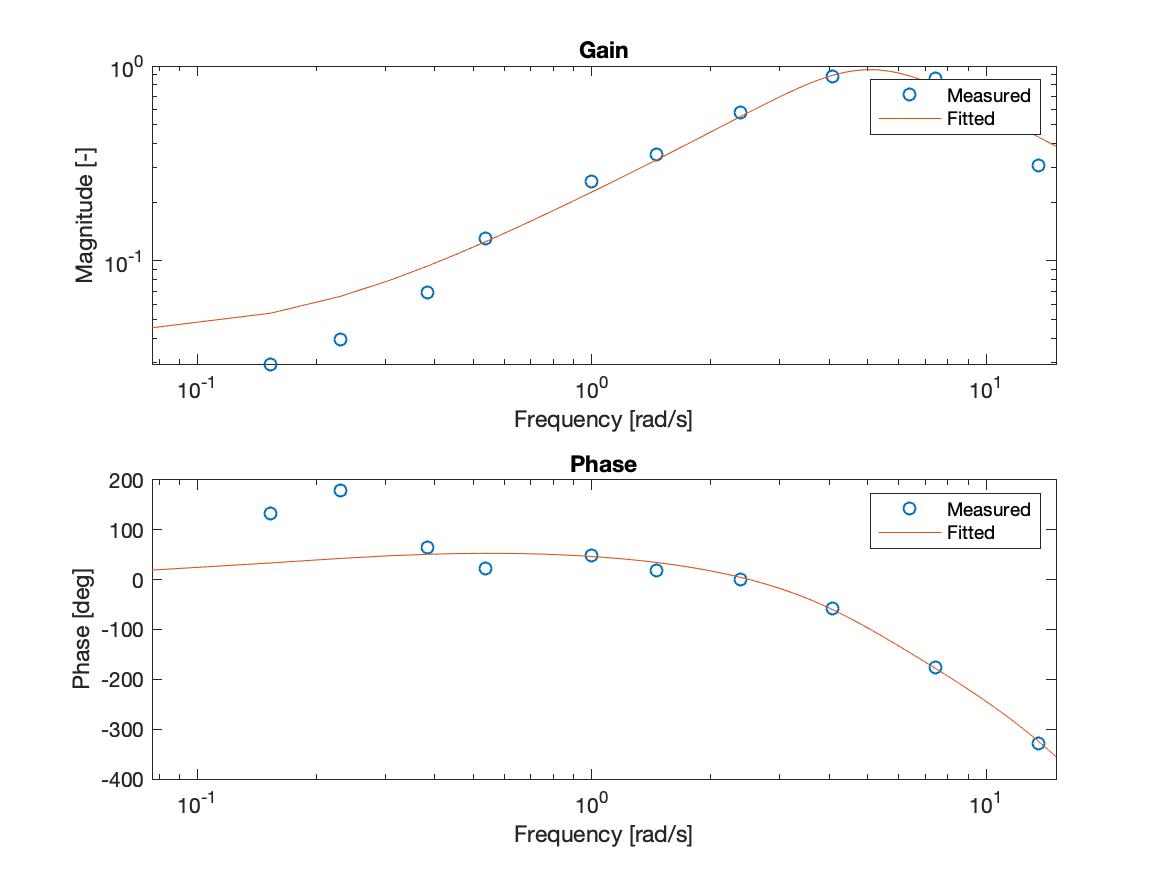 Gain
10^0
10^-1
Magnitude [-]
Measured
Fitted
10^-1 10^0 10^1
Frequency [rad/s]
Phase
200
100
0
-100
-200
-300
-400
Phase [deg]
Measured
Fitted
10^-1 10^0 10^1
Frequency [rad/s]